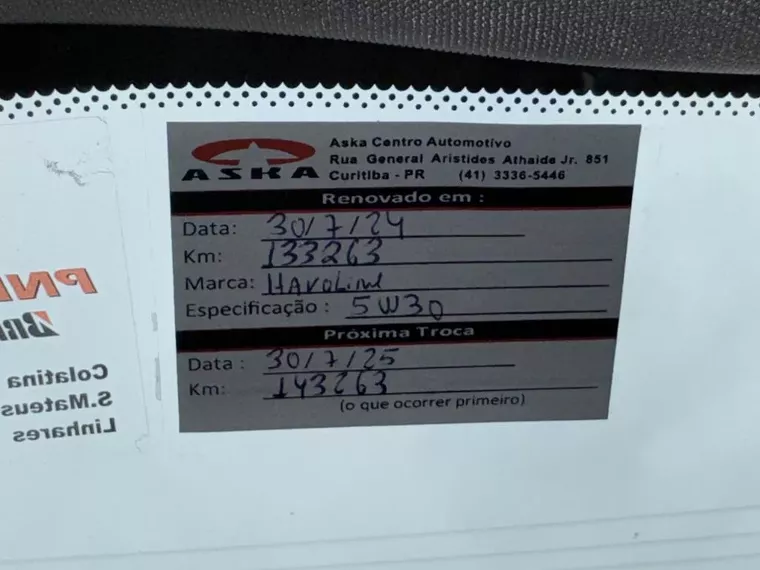 ASKA
Aska Centro Automotivo
Rua General Aristides Athaide Jr. 851
Curitiba - PR (41) 3336-5446
Renovado em :
Data: 30/7/24
Km: 133263
Marca: HAVOLINE
Especificação : 5W30
Próxima Troca
Data : 30/7/25
Km: 143263
(o que ocorrer primeiro)
Colatina
S.Mateus
Linhares